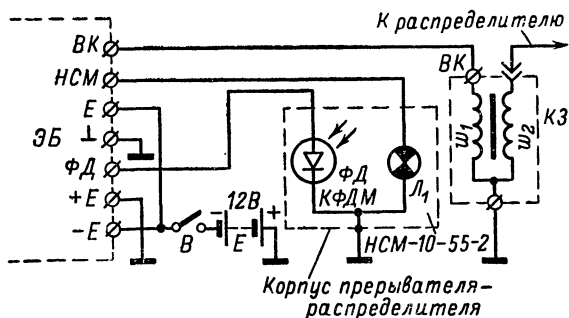 К распределителю
ВК
ВК
НСМ
КЗ
Е
W₁
W₂
ЭБ ⊥
ФД
ФД
КФДМ
Л₁
+Е
12В
− +
−Е
В
Е
НСМ-10-55-2
Корпус прерывателя-
распределителя